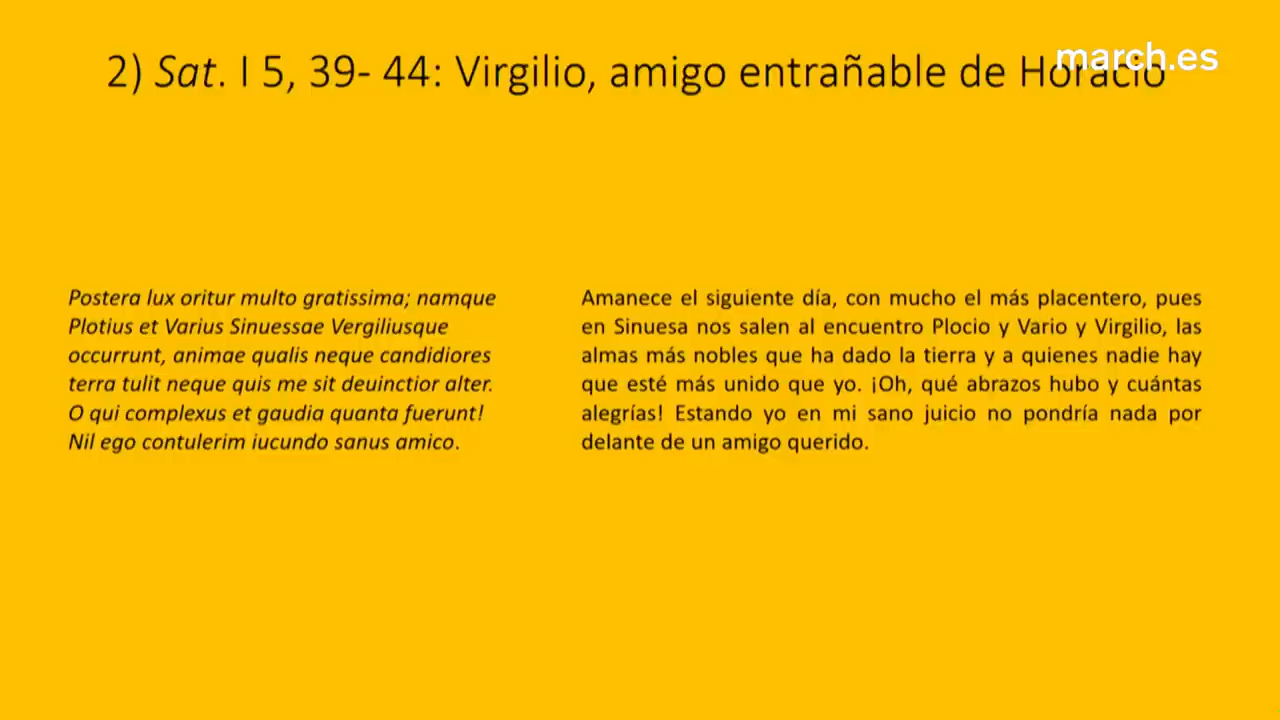 2) Sat. I 5, 39- 44: Virgilio, amigo entrañable de Horacio
march.es
Postera lux oritur multo gratissima; namque
Plotius et Varius Sinuessae Vergiliusque
occurrunt, animae qualis neque candidiores
terra tulit neque quis me sit deuinctior alter.
O qui complexus et gaudia quanta fuerunt!
Nil ego contulerim iucundo sanus amico.
Amanece el siguiente día, con mucho el más placentero, pues
en Sinuesa nos salen al encuentro Plocio y Vario y Virgilio, las
almas más nobles que ha dado la tierra y a quienes nadie hay
que esté más unido que yo. ¡Oh, qué abrazos hubo y cuántas
alegrías! Estando yo en mi sano juicio no pondría nada por
delante de un amigo querido.